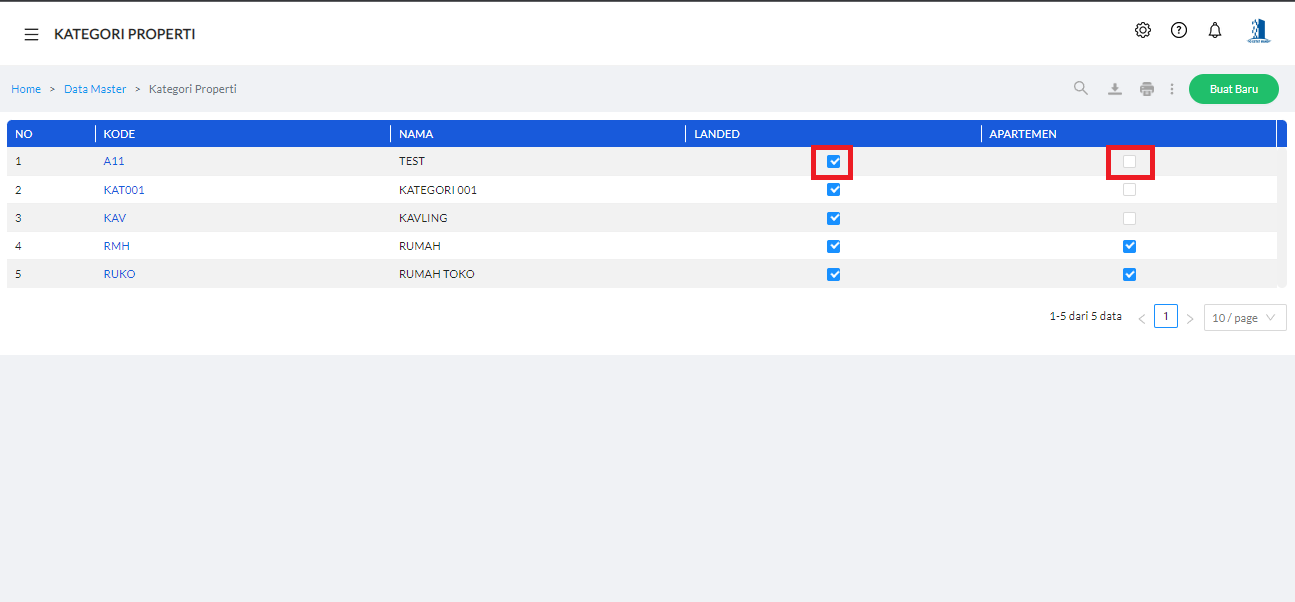 KATEGORI PROPERTI
Home > Data Master > Kategori Properti
Buat Baru
NO KODE NAMA LANDED APARTEMEN
1 A11 TEST
2 KAT001 KATEGORI 001
3 KAV KAVLING
4 RMH RUMAH
5 RUKO RUMAH TOKO
1-5 dari 5 data < 1 > 10 / page